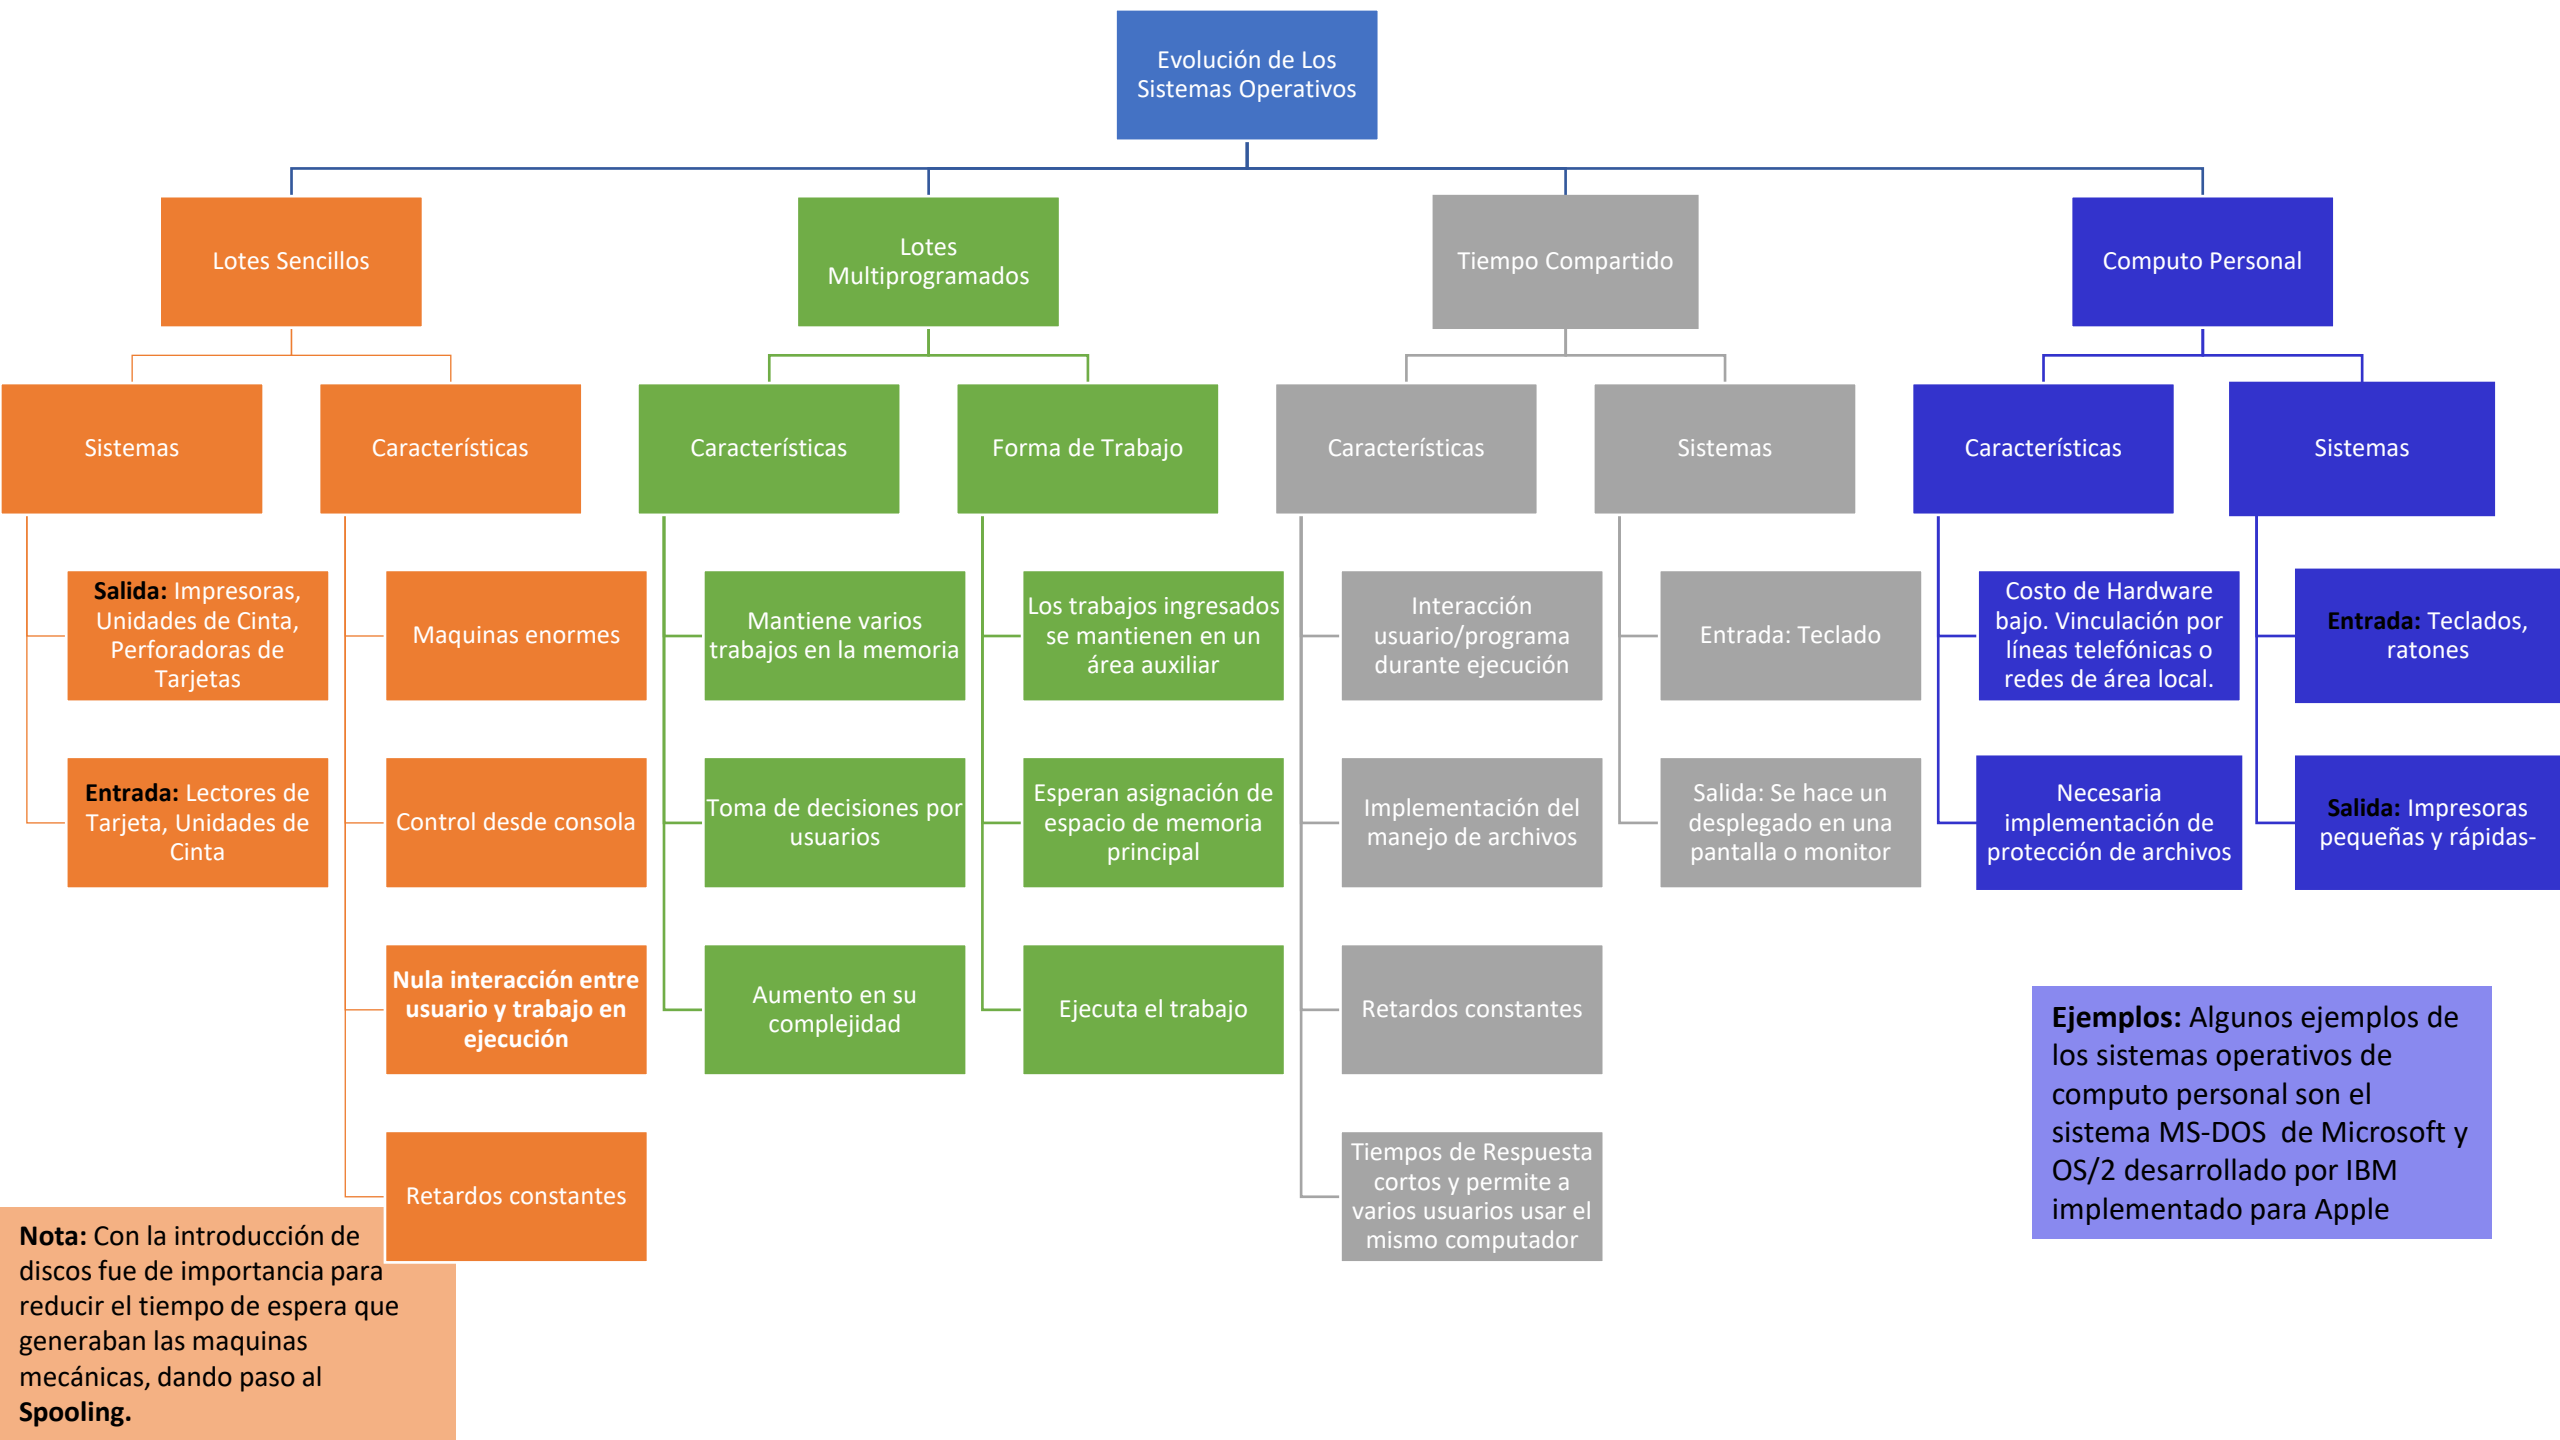 Evolución de Los
Sistemas Operativos
Lotes Sencillos
Lotes
Multiprogramados
Tiempo Compartido
Computo Personal
Sistemas
Características
Características
Forma de Trabajo
Características
Sistemas
Características
Sistemas
Salida: Impresoras,
Unidades de Cinta,
Perforadoras de
Tarjetas
Entrada: Lectores de
Tarjeta, Unidades de
Cinta
Maquinas enormes
Control desde consola
Nula interacción entre
usuario y trabajo en
ejecución
Retardos constantes
Mantiene varios
trabajos en la memoria
Toma de decisiones por
usuarios
Aumento en su
complejidad
Los trabajos ingresados
se mantienen en un
área auxiliar
Esperan asignación de
espacio de memoria
principal
Ejecuta el trabajo
Interacción
usuario/programa
durante ejecución
Implementación del
manejo de archivos
Retardos constantes
Tiempos de Respuesta
cortos y permite a
varios usuarios usar el
mismo computador
Entrada: Teclado
Salida: Se hace un
desplegado en una
pantalla o monitor
Costo de Hardware
bajo. Vinculación por
líneas telefónicas o
redes de área local.
Necesaria
implementación de
protección de archivos
Entrada: Teclados,
ratones
Salida: Impresoras
pequeñas y rápidas-
Nota: Con la introducción de
discos fue de importancia para
reducir el tiempo de espera que
generaban las maquinas
mecánicas, dando paso al
Spooling.
Ejemplos: Algunos ejemplos de
los sistemas operativos de
computo personal son el
sistema MS-DOS  de Microsoft y
OS/2 desarrollado por IBM
implementado para Apple